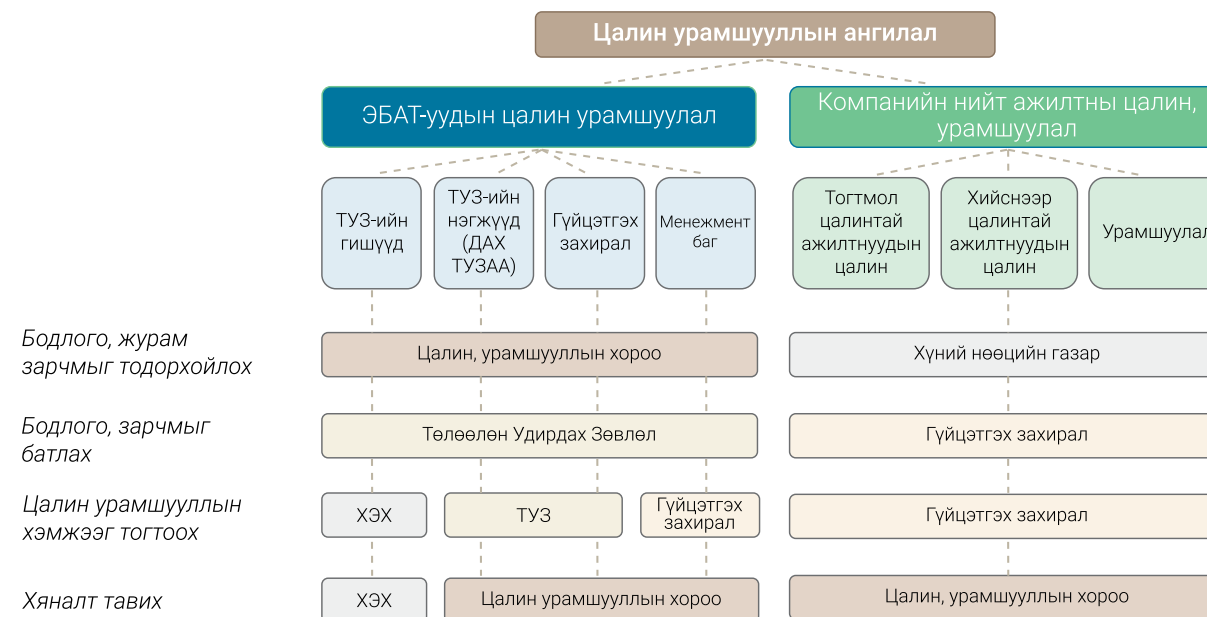 Цалин урамшууллын ангилал
ЭБАТ-уудын цалин урамшуулал
Компанийн нийт ажилтны цалин,
урамшуулал
ТУЗ-ийн
гишүүд
ТУЗ-ийн
нэгжүүд
(ДАХ
ТУЗАА)
Гүйцэтгэх
захирал
Менежмент
баг
Тогтмол
цалинтай
ажилтнуудын
цалин
Хийснээр
цалинтай
ажилтнуудын
цалин
Урамшуулал
Бодлого, журам
зарчмыг тодорхойлох
Цалин, урамшууллын хороо
Хүний нөөцийн газар
Бодлого, зарчмыг
батлах
Төлөөлөн Удирдах Зөвлөл
Гүйцэтгэх захирал
Цалин урамшууллын
хэмжээг тогтоох
ХЭХ
ТУЗ
Гүйцэтгэх
захирал
Гүйцэтгэх захирал
Хяналт тавих
ХЭХ
Цалин урамшууллын хороо
Цалин, урамшууллын хороо